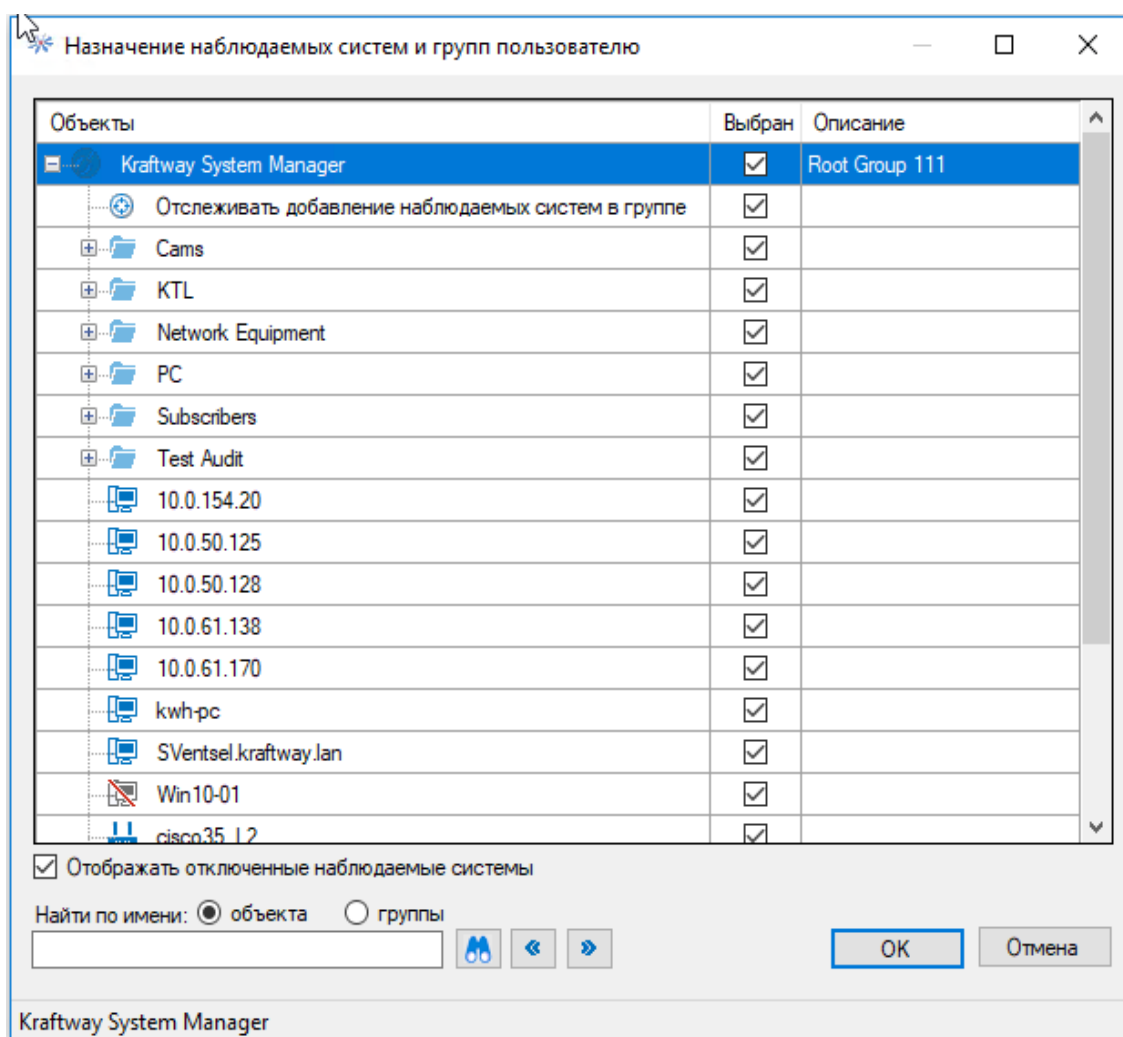 Назначение наблюдаемых систем и групп пользователю
Объекты Выбран Описание
Kraftway System Manager Root Group 111
Отслеживать добавление наблюдаемых систем в группе
Cams
KTL
Network Equipment
PC
Subscribers
Test Audit
10.0.154.20
10.0.50.125
10.0.50.128
10.0.61.138
10.0.61.170
kwh-pc
SVentsel.kraftway.lan
Win10-01
cisco35_L2
Отображать отключенные наблюдаемые системы
Найти по имени: объекта группы
OK Отмена
Kraftway System Manager